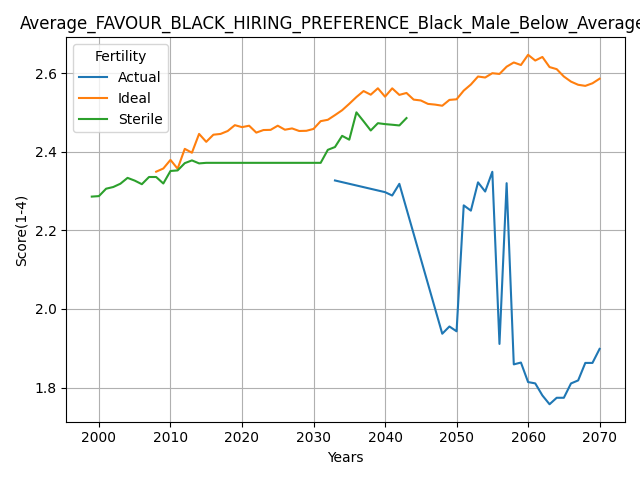 Average_FAVOUR_BLACK_HIRING_PREFERENCE_Black_Male_Below_Average
Fertility
Actual
Ideal
Sterile
Score(1-4)
2.6
2.4
2.2
2.0
1.8
2000 2010 2020 2030 2040 2050 2060 2070
Years